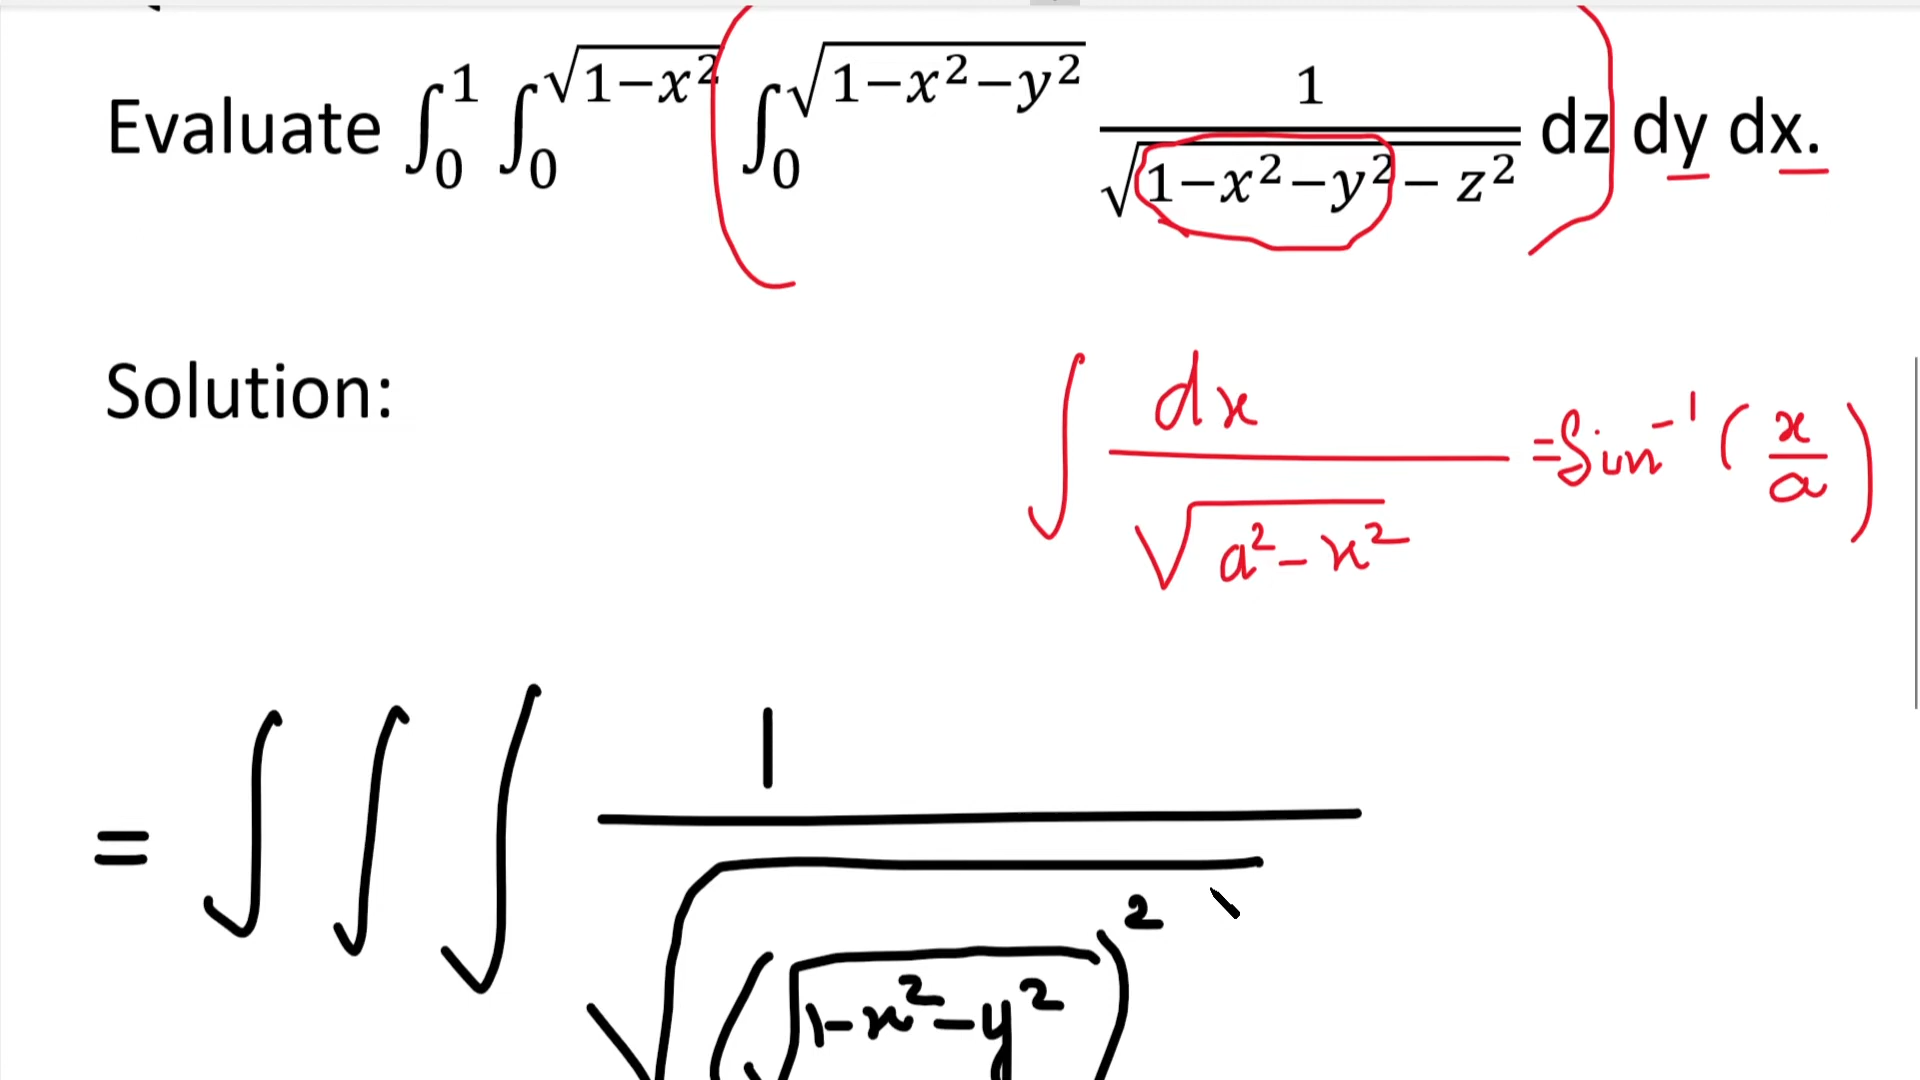 Evaluate ∫₀¹ ∫₀^√(1−x²) ∫₀^√(1−x²−y²) 1/√(1−x²−y²− z²) dz dy dx.
Solution:
∫ dx/√(a²−x²) = Sin⁻¹(x/a)
= ∫ ∫ ∫ 1/√((√(1−x²−y²))²